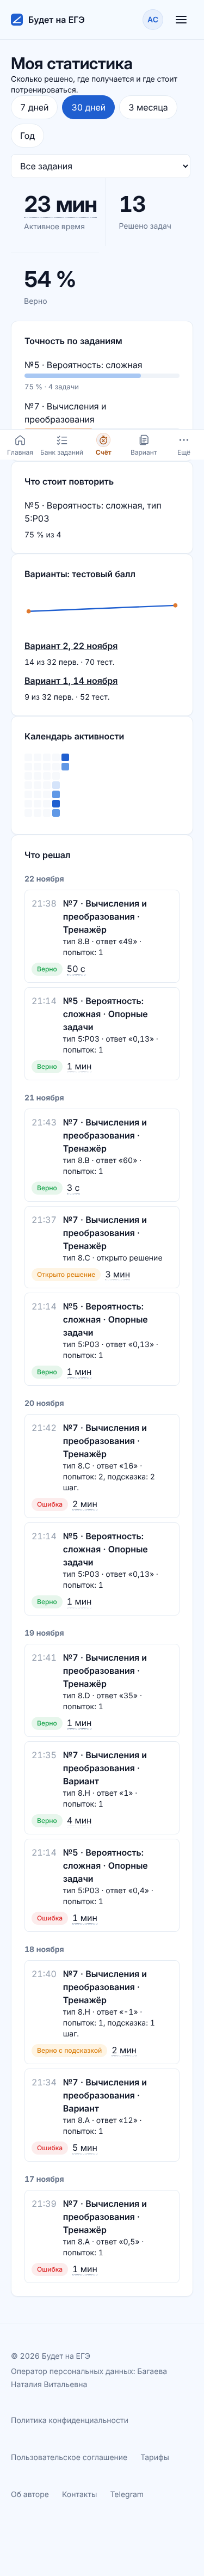 Будет на ЕГЭ
АС
Моя статистика
Сколько решено, где получается и где стоит
потренироваться.
7 дней
30 дней
3 месяца
Год
Все задания
23 мин
Активное время
13
Решено задач
54 %
Верно
Точность по заданиям
№5 · Вероятность: сложная
75 % · 4 задачи
№7 · Вычисления и
преобразования
Главная
Банк заданий
Счёт
Вариант
Ещё
Что стоит повторить
№5 · Вероятность: сложная, тип
5:P03
75 % из 4
Варианты: тестовый балл
Вариант 2, 22 ноября
14 из 32 перв. · 70 тест.
Вариант 1, 14 ноября
9 из 32 перв. · 52 тест.
Календарь активности
Что решал
22 ноября
21:38
№7 · Вычисления и
преобразования ·
Тренажёр
тип 8.B · ответ «49» ·
попыток: 1
Верно
50 с
21:14
№5 · Вероятность:
сложная · Опорные
задачи
тип 5:P03 · ответ «0,13» ·
попыток: 1
Верно
1 мин
21 ноября
21:43
№7 · Вычисления и
преобразования ·
Тренажёр
тип 8.B · ответ «60» ·
попыток: 1
Верно
3 с
21:37
№7 · Вычисления и
преобразования ·
Тренажёр
тип 8.C · открыто решение
Открыто решение
3 мин
21:14
№5 · Вероятность:
сложная · Опорные
задачи
тип 5:P03 · ответ «0,13» ·
попыток: 1
Верно
1 мин
20 ноября
21:42
№7 · Вычисления и
преобразования ·
Тренажёр
тип 8.C · ответ «16» ·
попыток: 2, подсказка: 2
шаг.
Ошибка
2 мин
21:14
№5 · Вероятность:
сложная · Опорные
задачи
тип 5:P03 · ответ «0,13» ·
попыток: 1
Верно
1 мин
19 ноября
21:41
№7 · Вычисления и
преобразования ·
Тренажёр
тип 8.D · ответ «35» ·
попыток: 1
Верно
1 мин
21:35
№7 · Вычисления и
преобразования ·
Вариант
тип 8.H · ответ «1» ·
попыток: 1
Верно
4 мин
21:14
№5 · Вероятность:
сложная · Опорные
задачи
тип 5:P03 · ответ «0,4» ·
попыток: 1
Ошибка
1 мин
18 ноября
21:40
№7 · Вычисления и
преобразования ·
Тренажёр
тип 8.H · ответ «-1» ·
попыток: 1, подсказка: 1
шаг.
Верно с подсказкой
2 мин
21:34
№7 · Вычисления и
преобразования ·
Вариант
тип 8.A · ответ «12» ·
попыток: 1
Ошибка
5 мин
17 ноября
21:39
№7 · Вычисления и
преобразования ·
Тренажёр
тип 8.A · ответ «0,5» ·
попыток: 1
Ошибка
1 мин
© 2026 Будет на ЕГЭ
Оператор персональных данных: Багаева
Наталия Витальевна
Политика конфиденциальности
Пользовательское соглашение
Тарифы
Об авторе
Контакты
Telegram